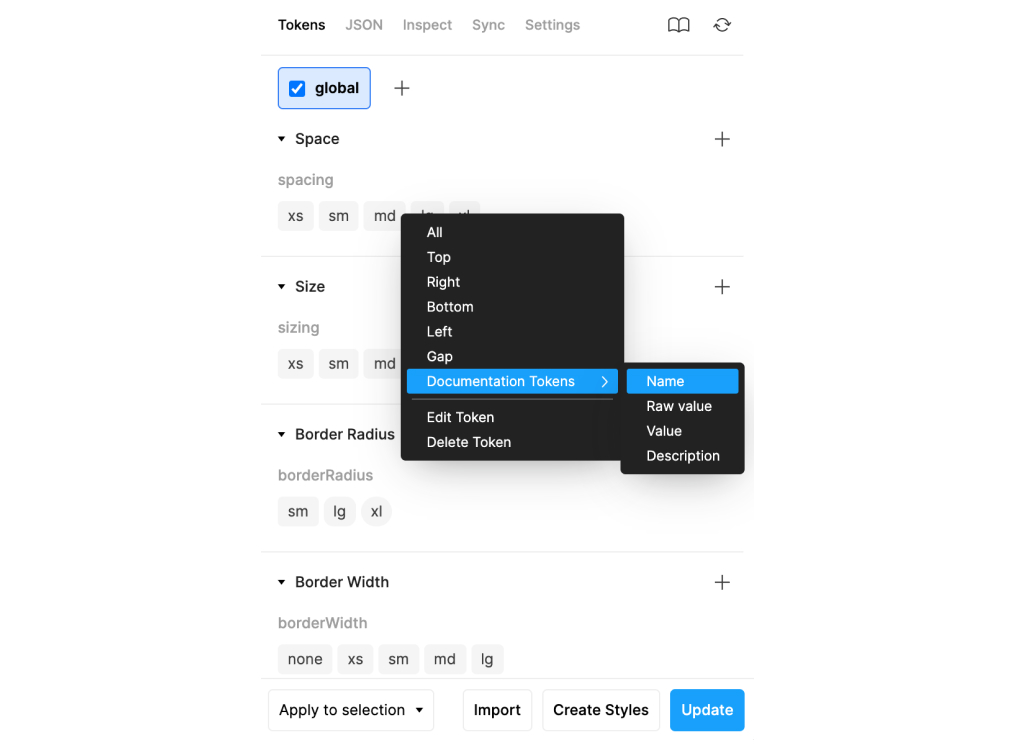 Tokens JSON Inspect Sync Settings
global
Space
spacing
xs sm md
All
Top
Right
Size
Bottom
sizing
Left
Gap
xs sm md
Documentation Tokens
Name
Raw value
Edit Token
Value
Border Radius
Delete Token
Description
borderRadius
sm lg xl
Border Width
borderWidth
none xs sm md lg
Apply to selection Import Create Styles Update